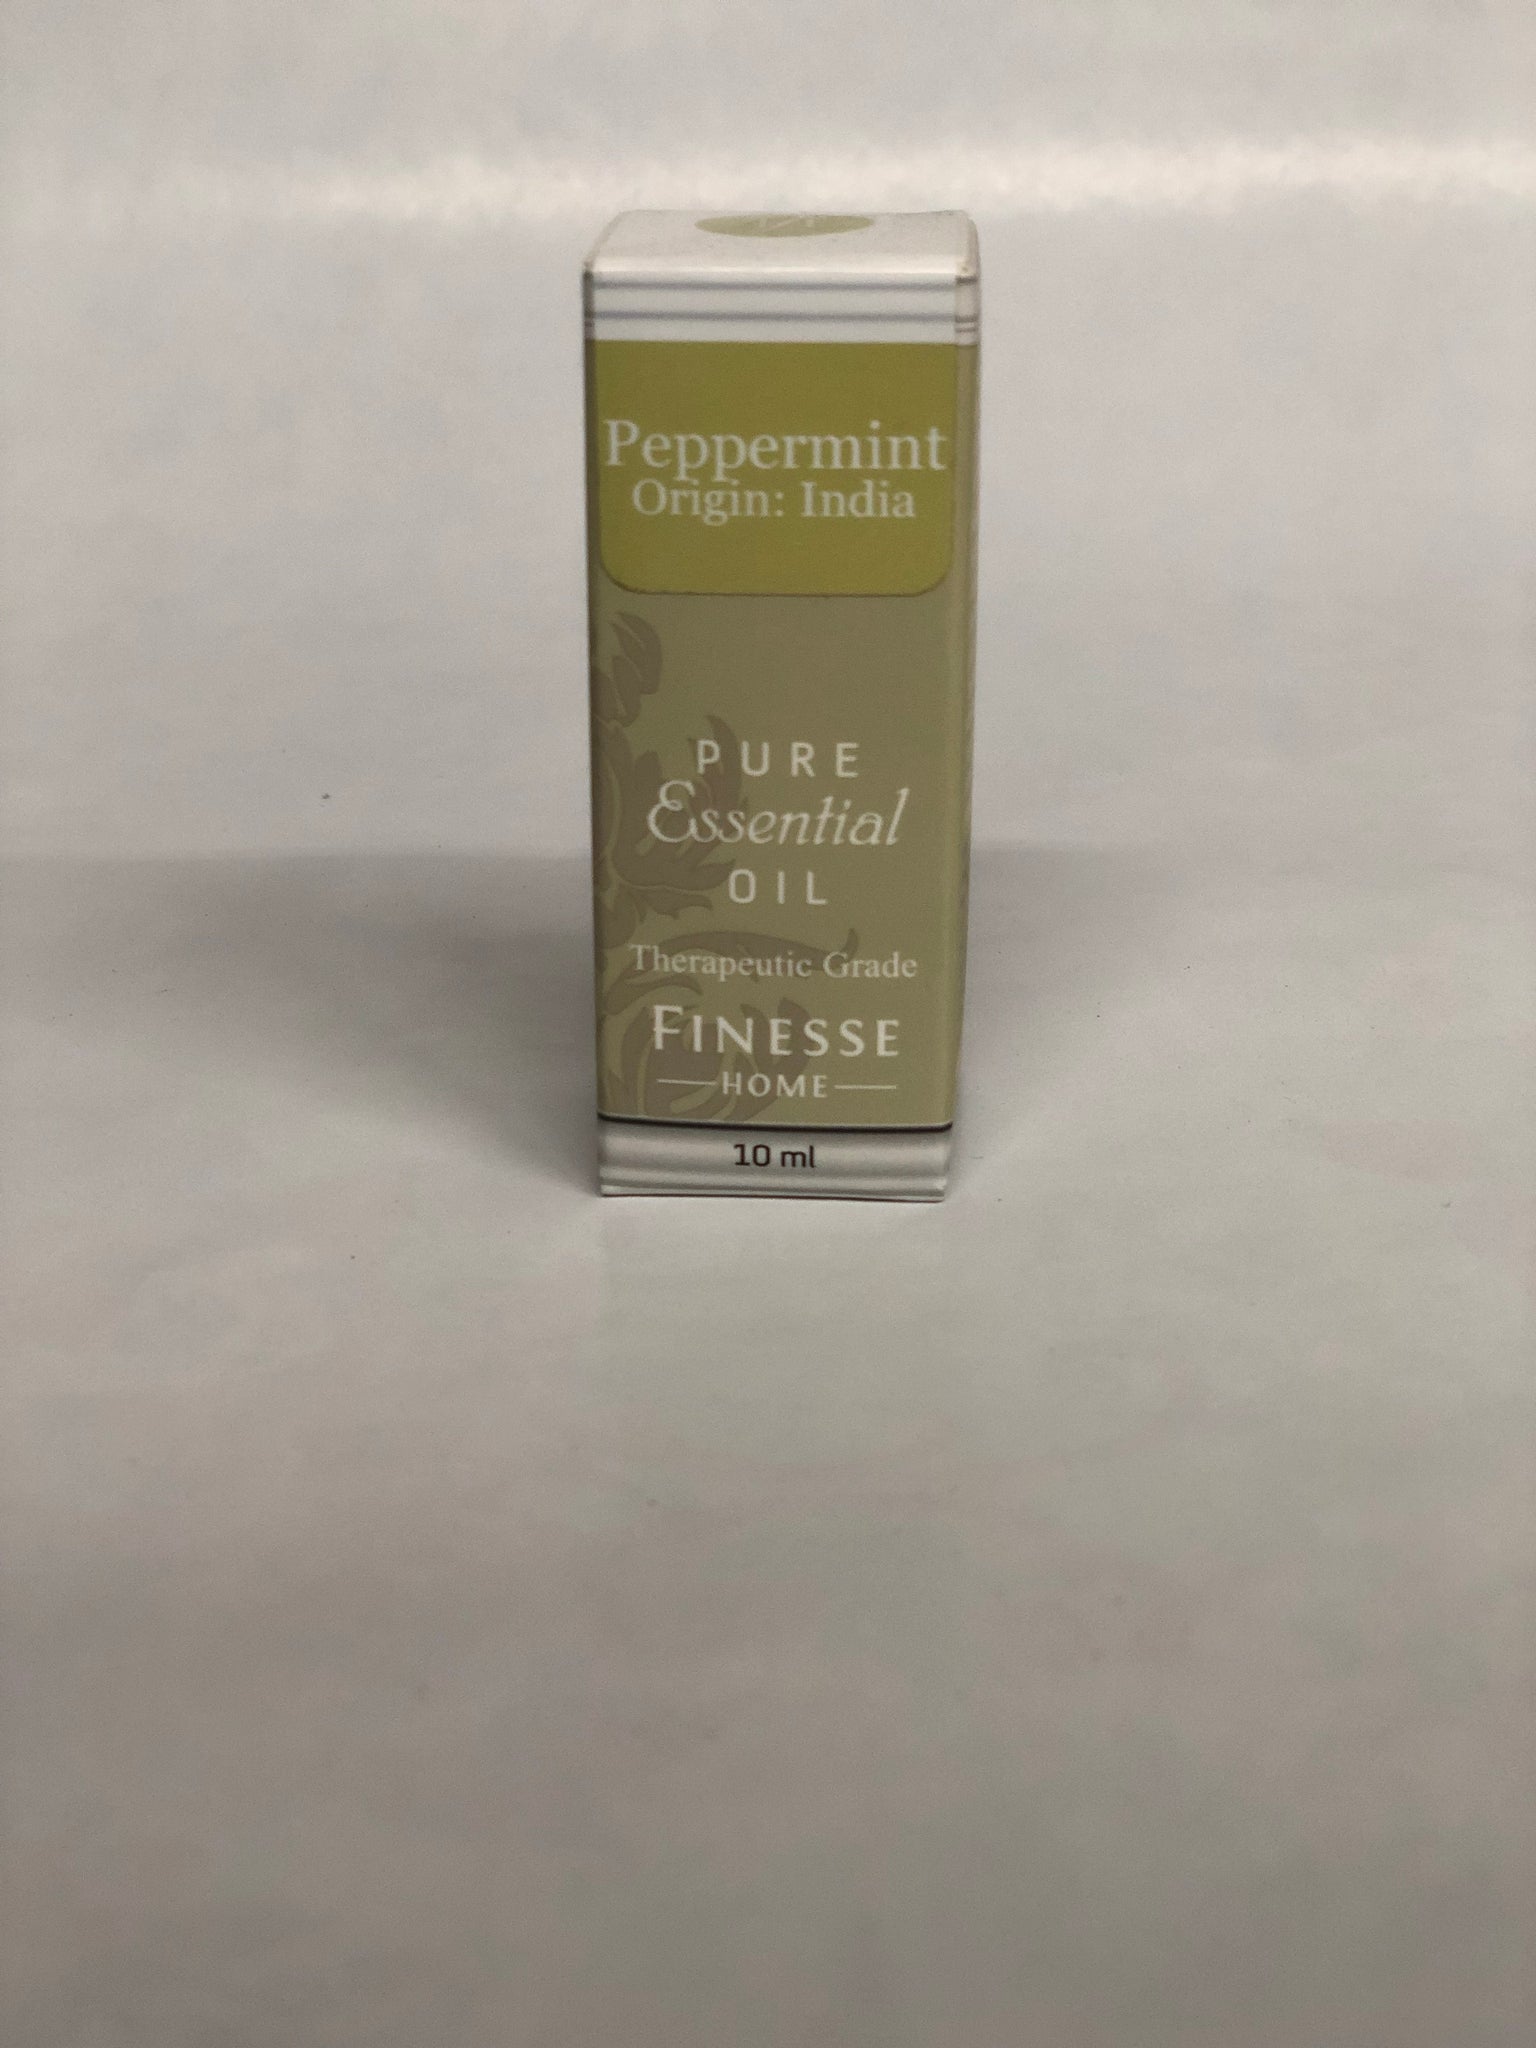 Peppermint
Origin: India
PURE
Essential
OIL
Therapeutic Grade
FINESSE
HOME
10 ml